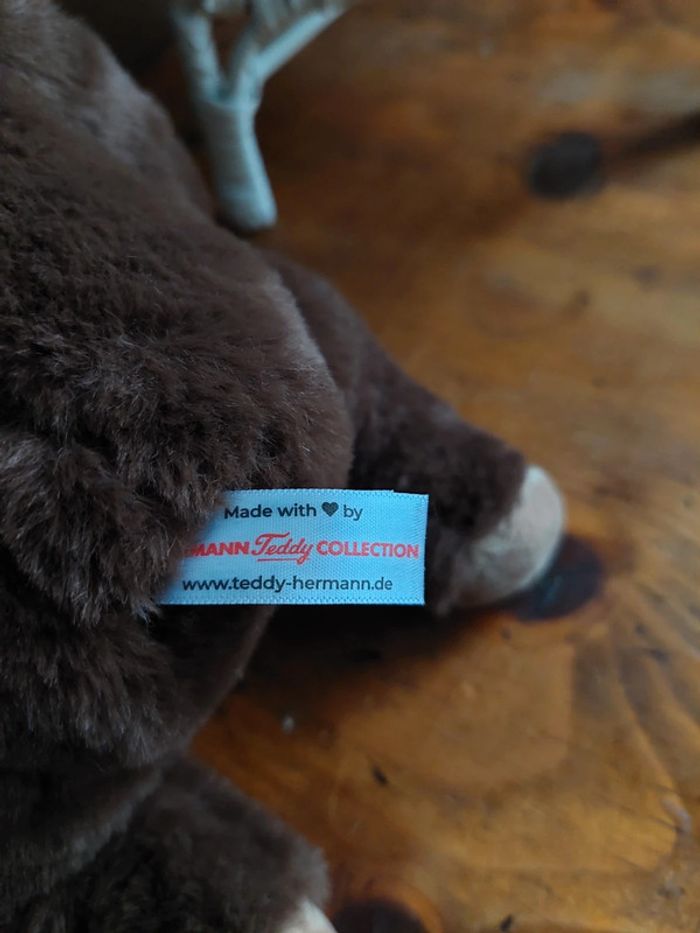 Made with ♥ by
MANN Teddy COLLECTION
www.teddy-hermann.de